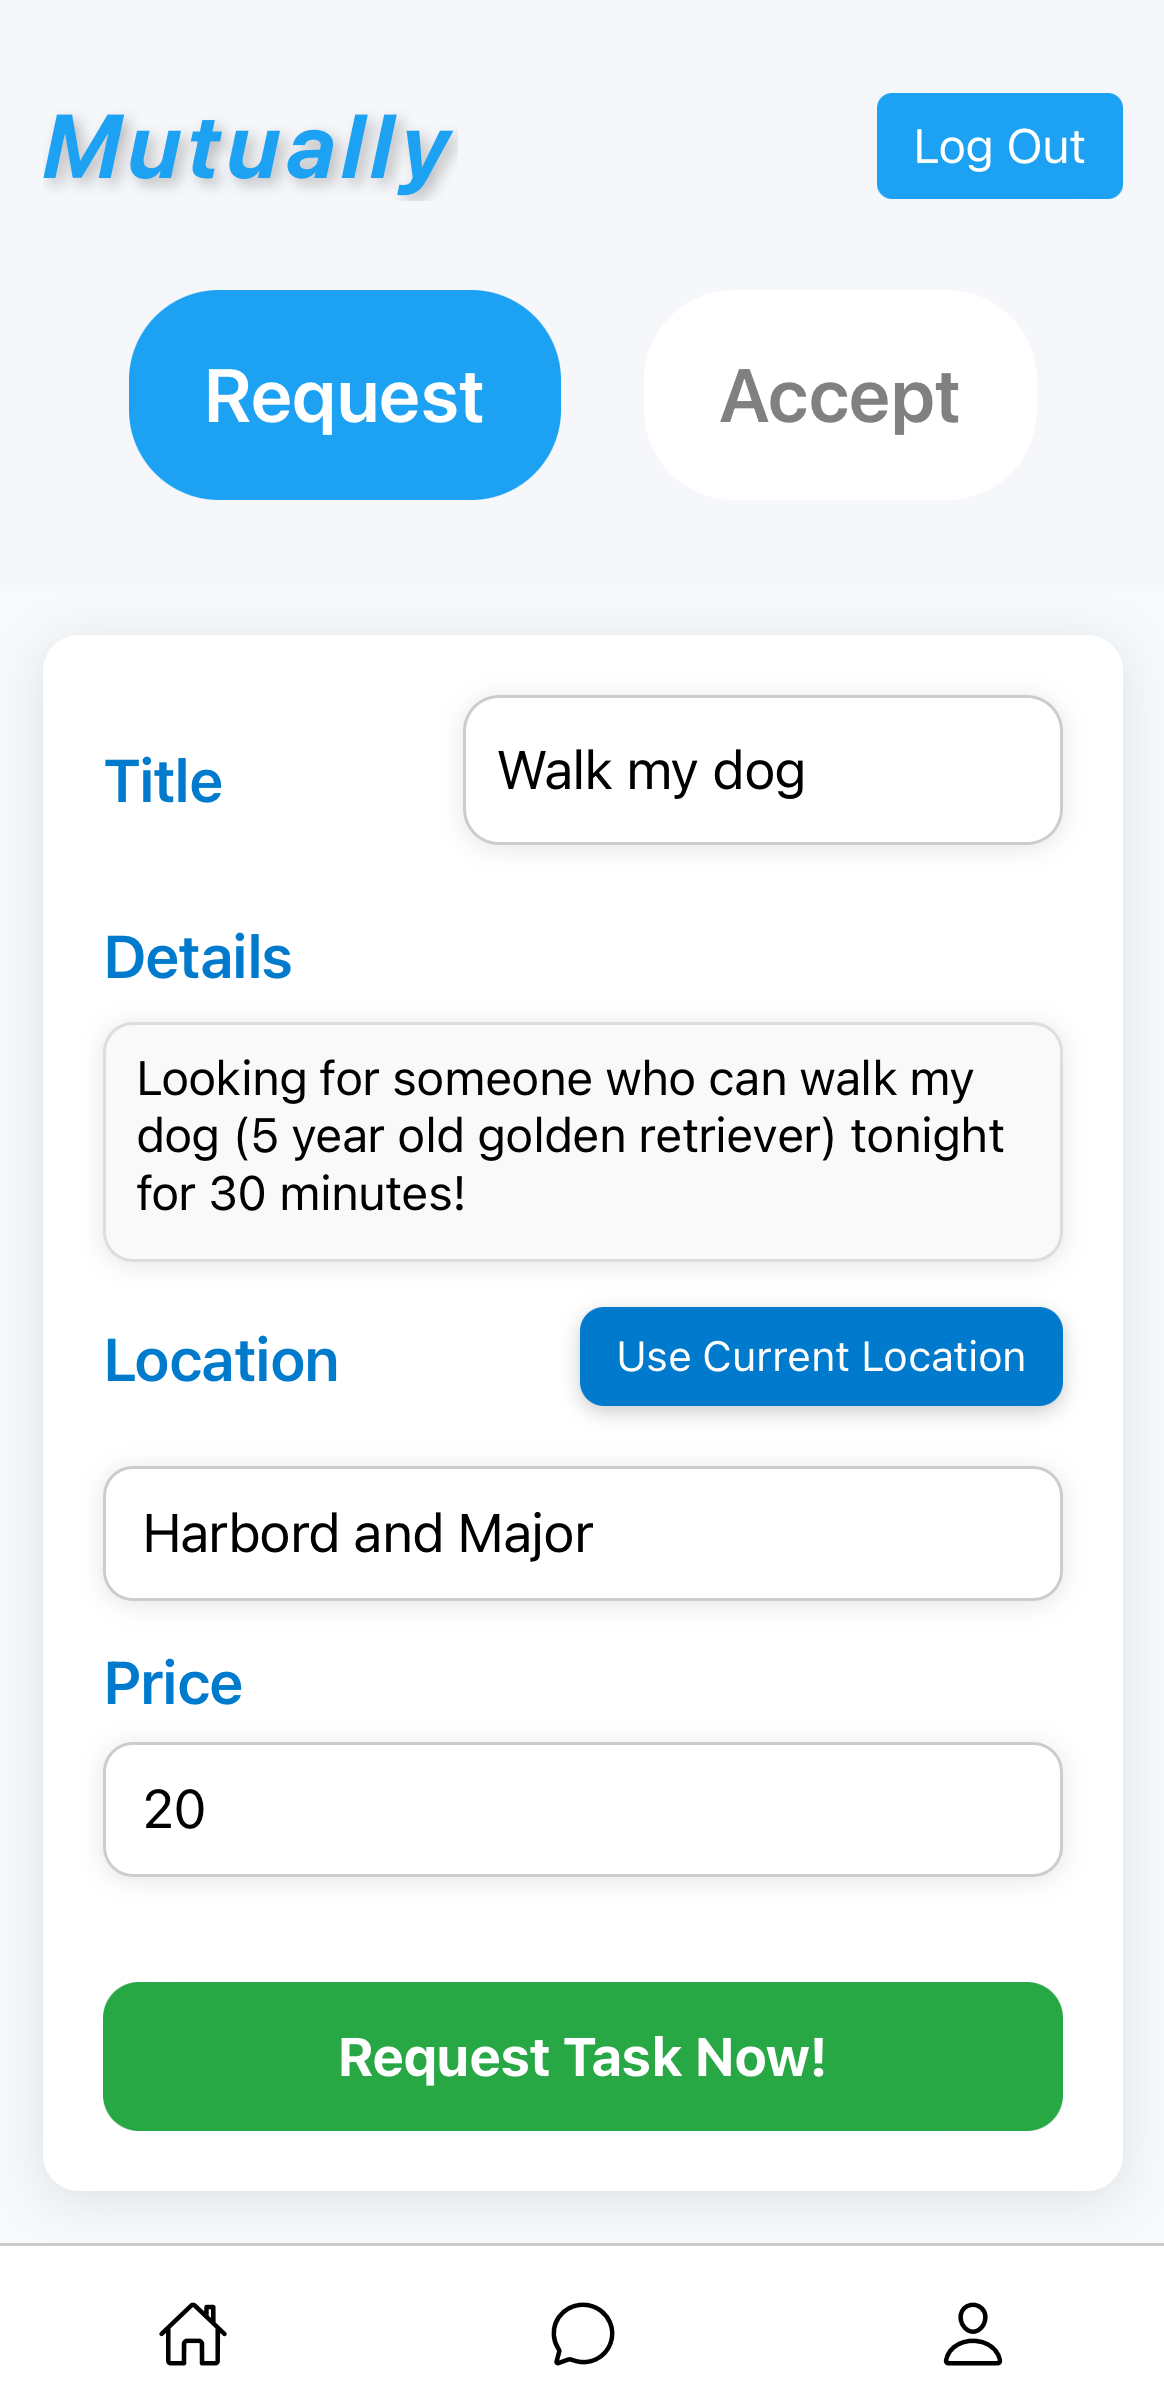 Mutually
Log Out
Request
Accept
Title
Walk my dog
Details
Looking for someone who can walk my
dog (5 year old golden retriever) tonight
for 30 minutes!
Location
Use Current Location
Harbord and Major
Price
20
Request Task Now!